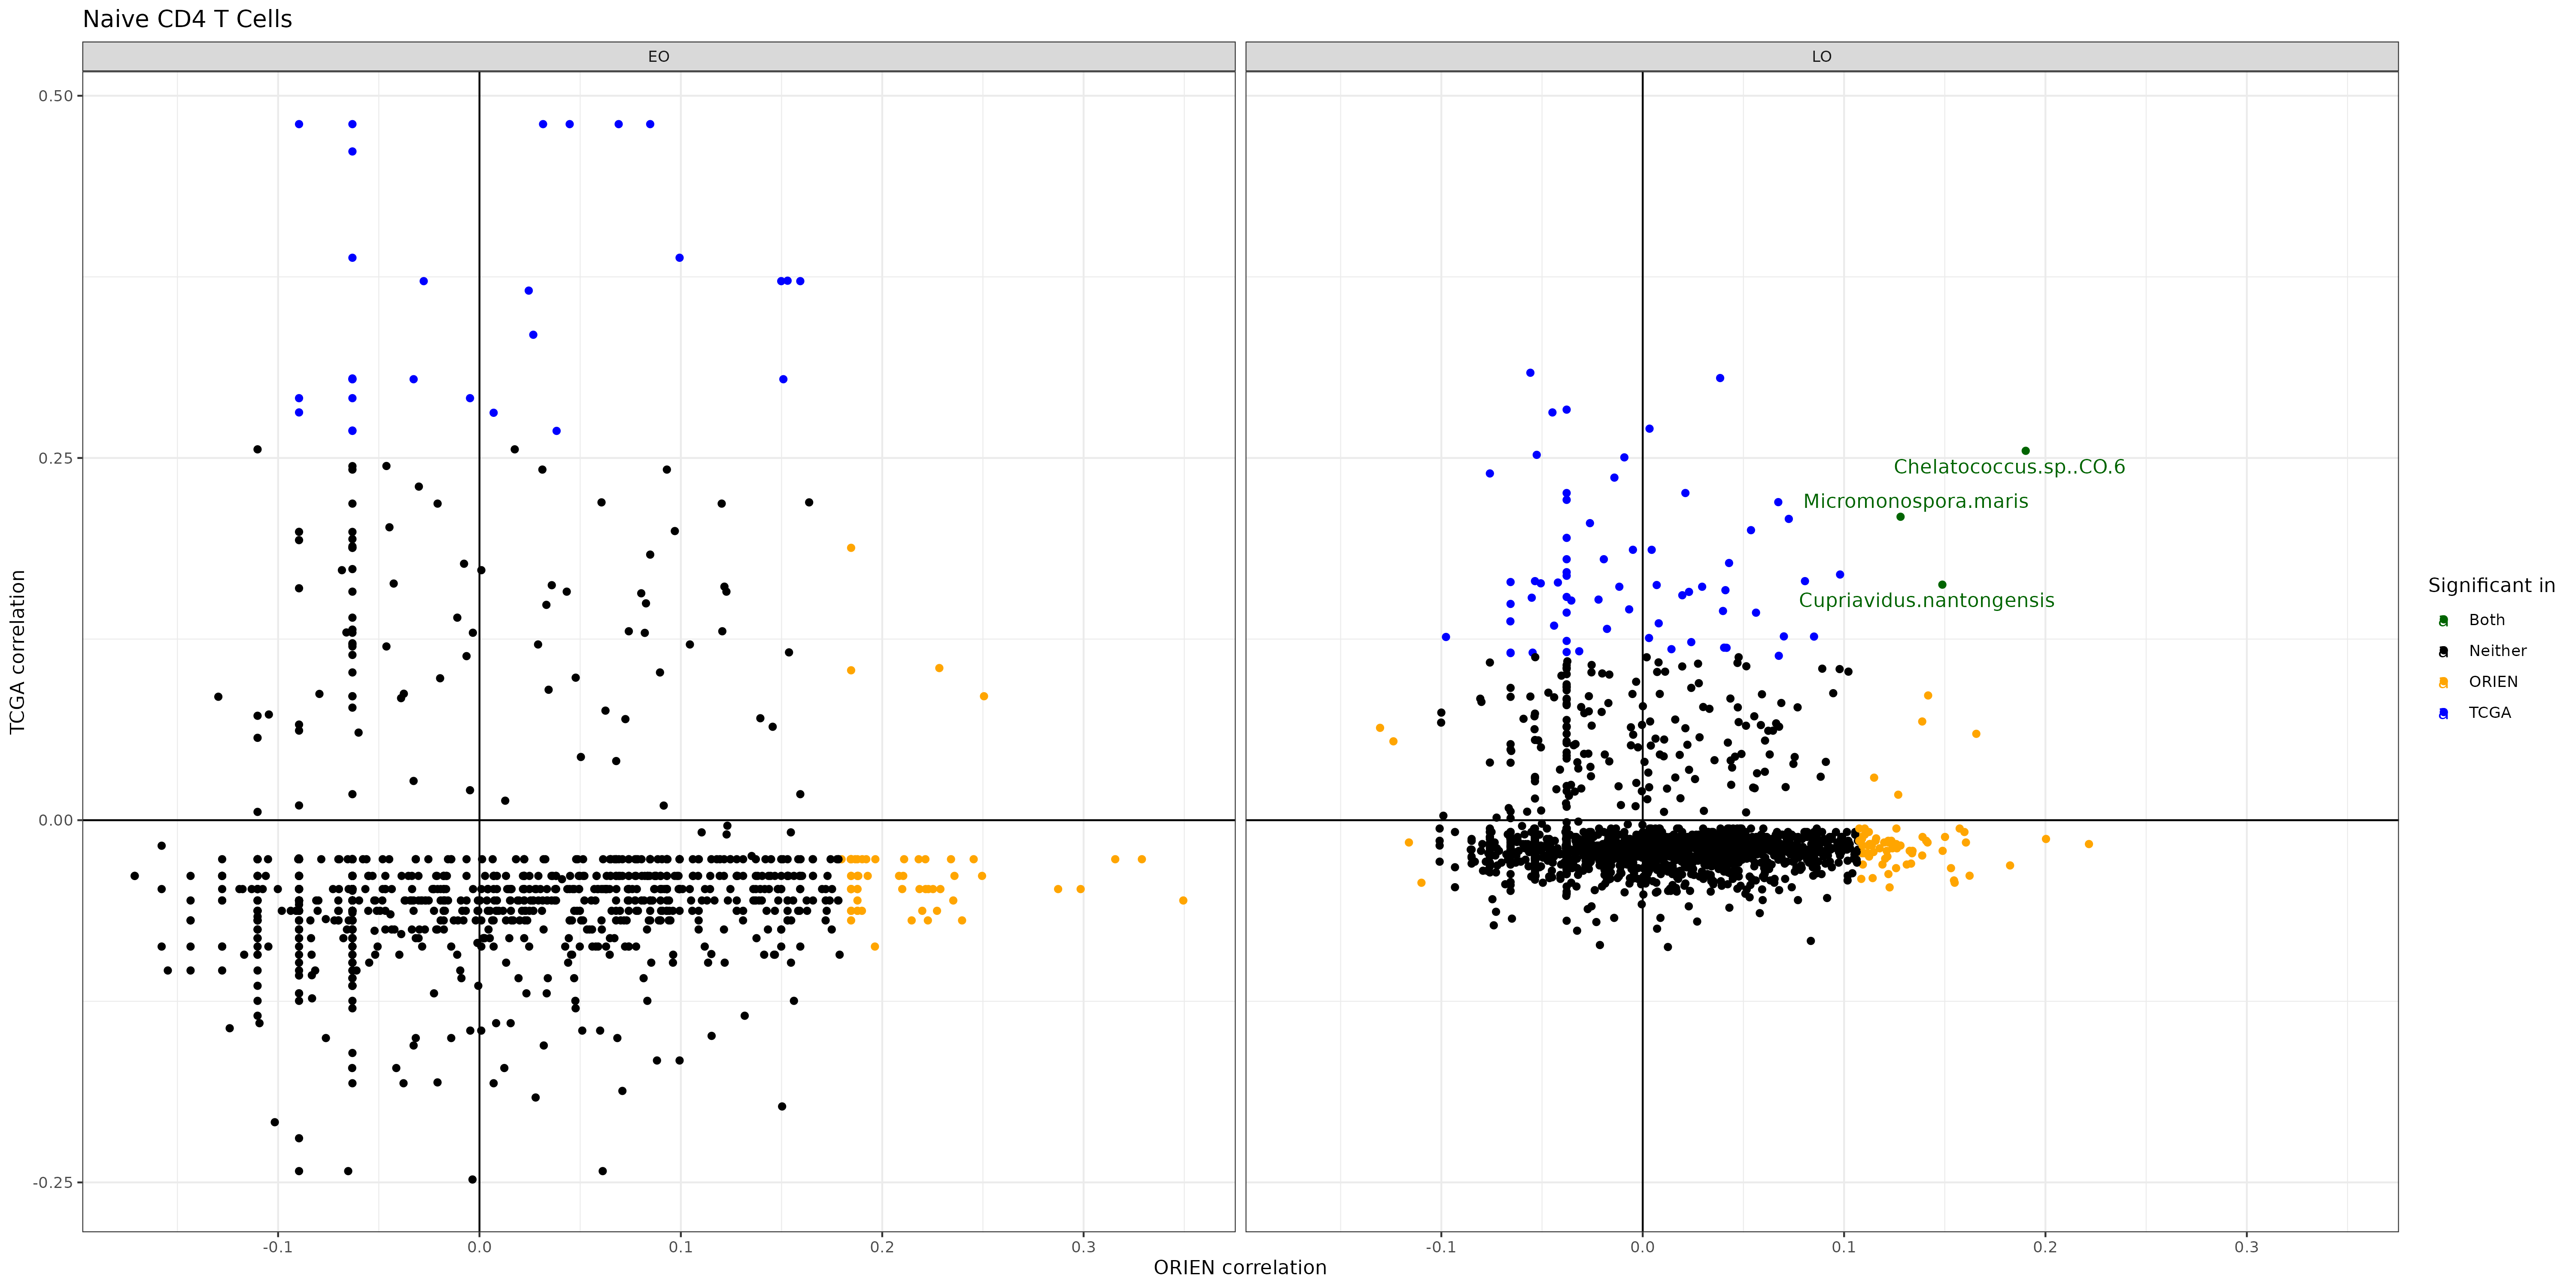 Naive CD4 T Cells
EO
LO
0.50
0.25
0.00
-0.25
TCGA correlation
Chelatococcus.sp..CO.6
Micromonospora.maris
Cupriavidus.nantongensis
Significant in
a Both
a Neither
a ORIEN
a TCGA
-0.1 0.0 0.1 0.2 0.3
-0.1 0.0 0.1 0.2 0.3
ORIEN correlation